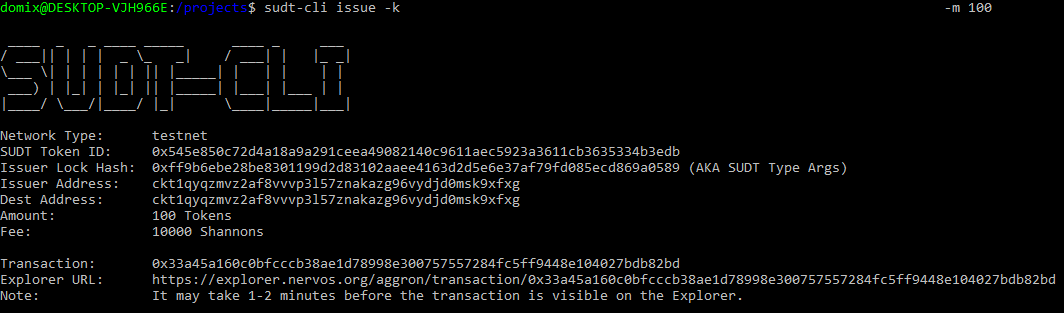 domix@DESKTOP-VJH966E:/projects$ sudt-cli issue -k -m 100
SUDT-CLI
Network Type: testnet
SUDT Token ID: 0x545e850c72d4a18a9a291ceea49082140c9611aec5923a3611cb3635334b3edb
Issuer Lock Hash: 0xff9b6ebe28be8301199d2d83102aaee4163d2d5e6e37af79fd085ecd869a0589 (AKA SUDT Type Args)
Issuer Address: ckt1qyqzmvz2af8vvvp3l57znakazg96vydjd0msk9xfxg
Dest Address: ckt1qyqzmvz2af8vvvp3l57znakazg96vydjd0msk9xfxg
Amount: 100 Tokens
Fee: 10000 Shannons
Transaction: 0x33a45a160c0bfcccb38ae1d78998e300757557284fc5ff9448e104027bdb82bd
Explorer URL: https://explorer.nervos.org/aggron/transaction/0x33a45a160c0bfcccb38ae1d78998e300757557284fc5ff9448e104027bdb82bd
Note: It may take 1-2 minutes before the transaction is visible on the Explorer.